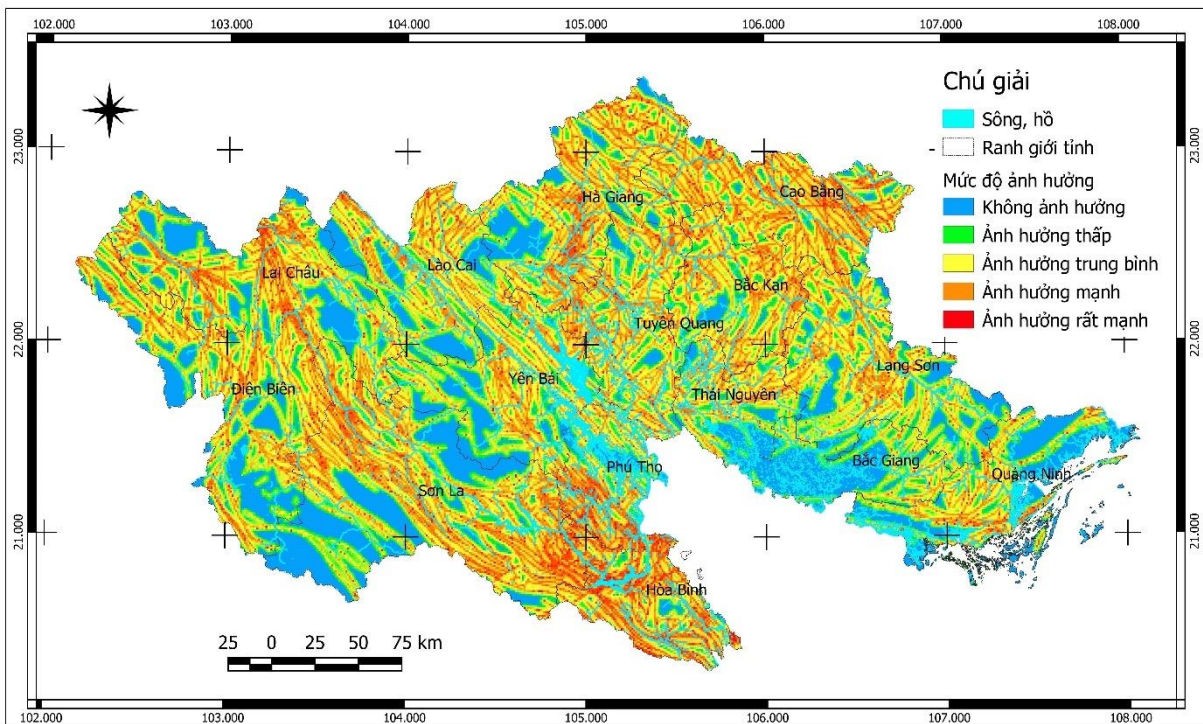 102.000 103.000 104.000 105.000 106.000 107.000 108.000
Chú giải
Sông, hồ
Ranh giới tỉnh
Mức độ ảnh hưởng
Không ảnh hưởng
Ảnh hưởng thấp
Ảnh hưởng trung bình
Ảnh hưởng mạnh
Ảnh hưởng rất mạnh
23.000 23.000
Hà Giang
Cao Bằng
Lào Cai
Lai Châu
Bắc Kạn
Tuyên Quang
22.000 22.000
Lạng Sơn
Yên Bái
Điện Biên
Thái Nguyên
Phú Thọ
Bắc Giang
Quảng Ninh
Sơn La
21.000 21.000
Hòa Bình
25 0 25 50 75 km
102.000 103.000 104.000 105.000 106.000 107.000 108.000